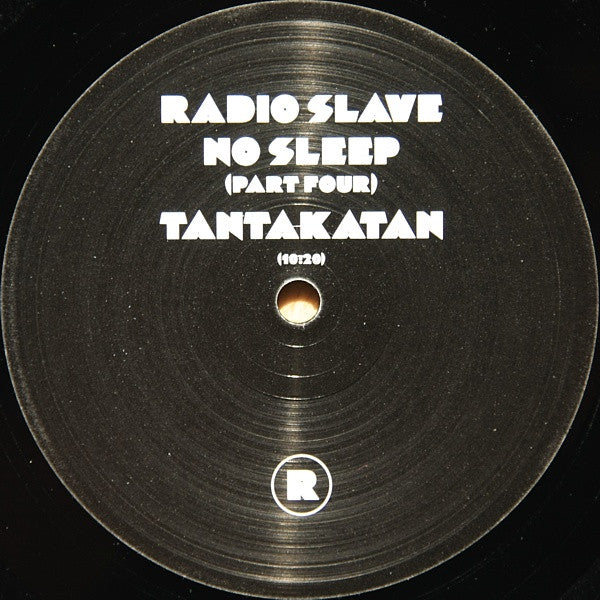 RADIO SLAVE
NO SLEEP
(PART FOUR)
TANTAKATAN
(10:20)
R